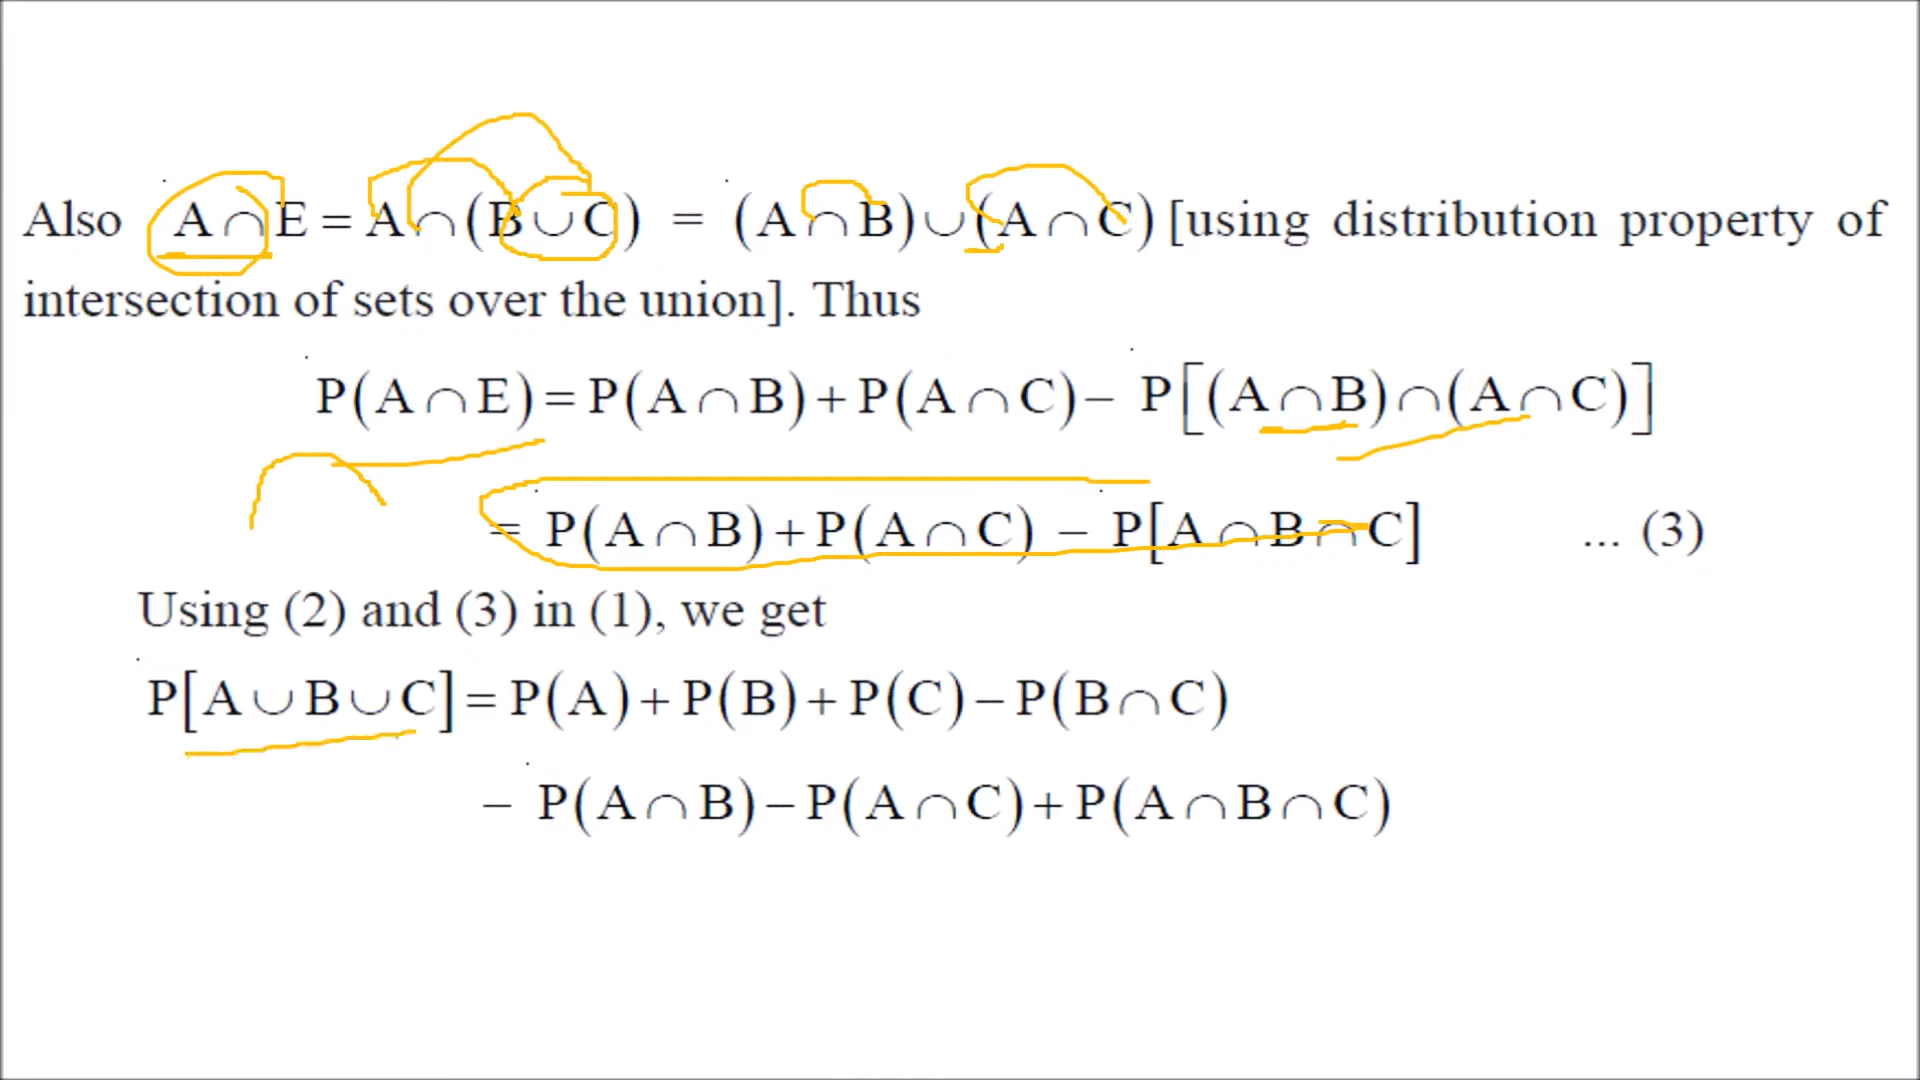 Also A∩E = A∩(B∪C) = (A∩B)∪(A∩C) [using distribution property of
intersection of sets over the union]. Thus
P(A∩E) = P(A∩B) + P(A∩C) − P[(A∩B)∩(A∩C)]
= P(A∩B) + P(A∩C) − P[A∩B∩C] ... (3)
Using (2) and (3) in (1), we get
P[A∪B∪C] = P(A) + P(B) + P(C) − P(B∩C)
− P(A∩B) − P(A∩C) + P(A∩B∩C)